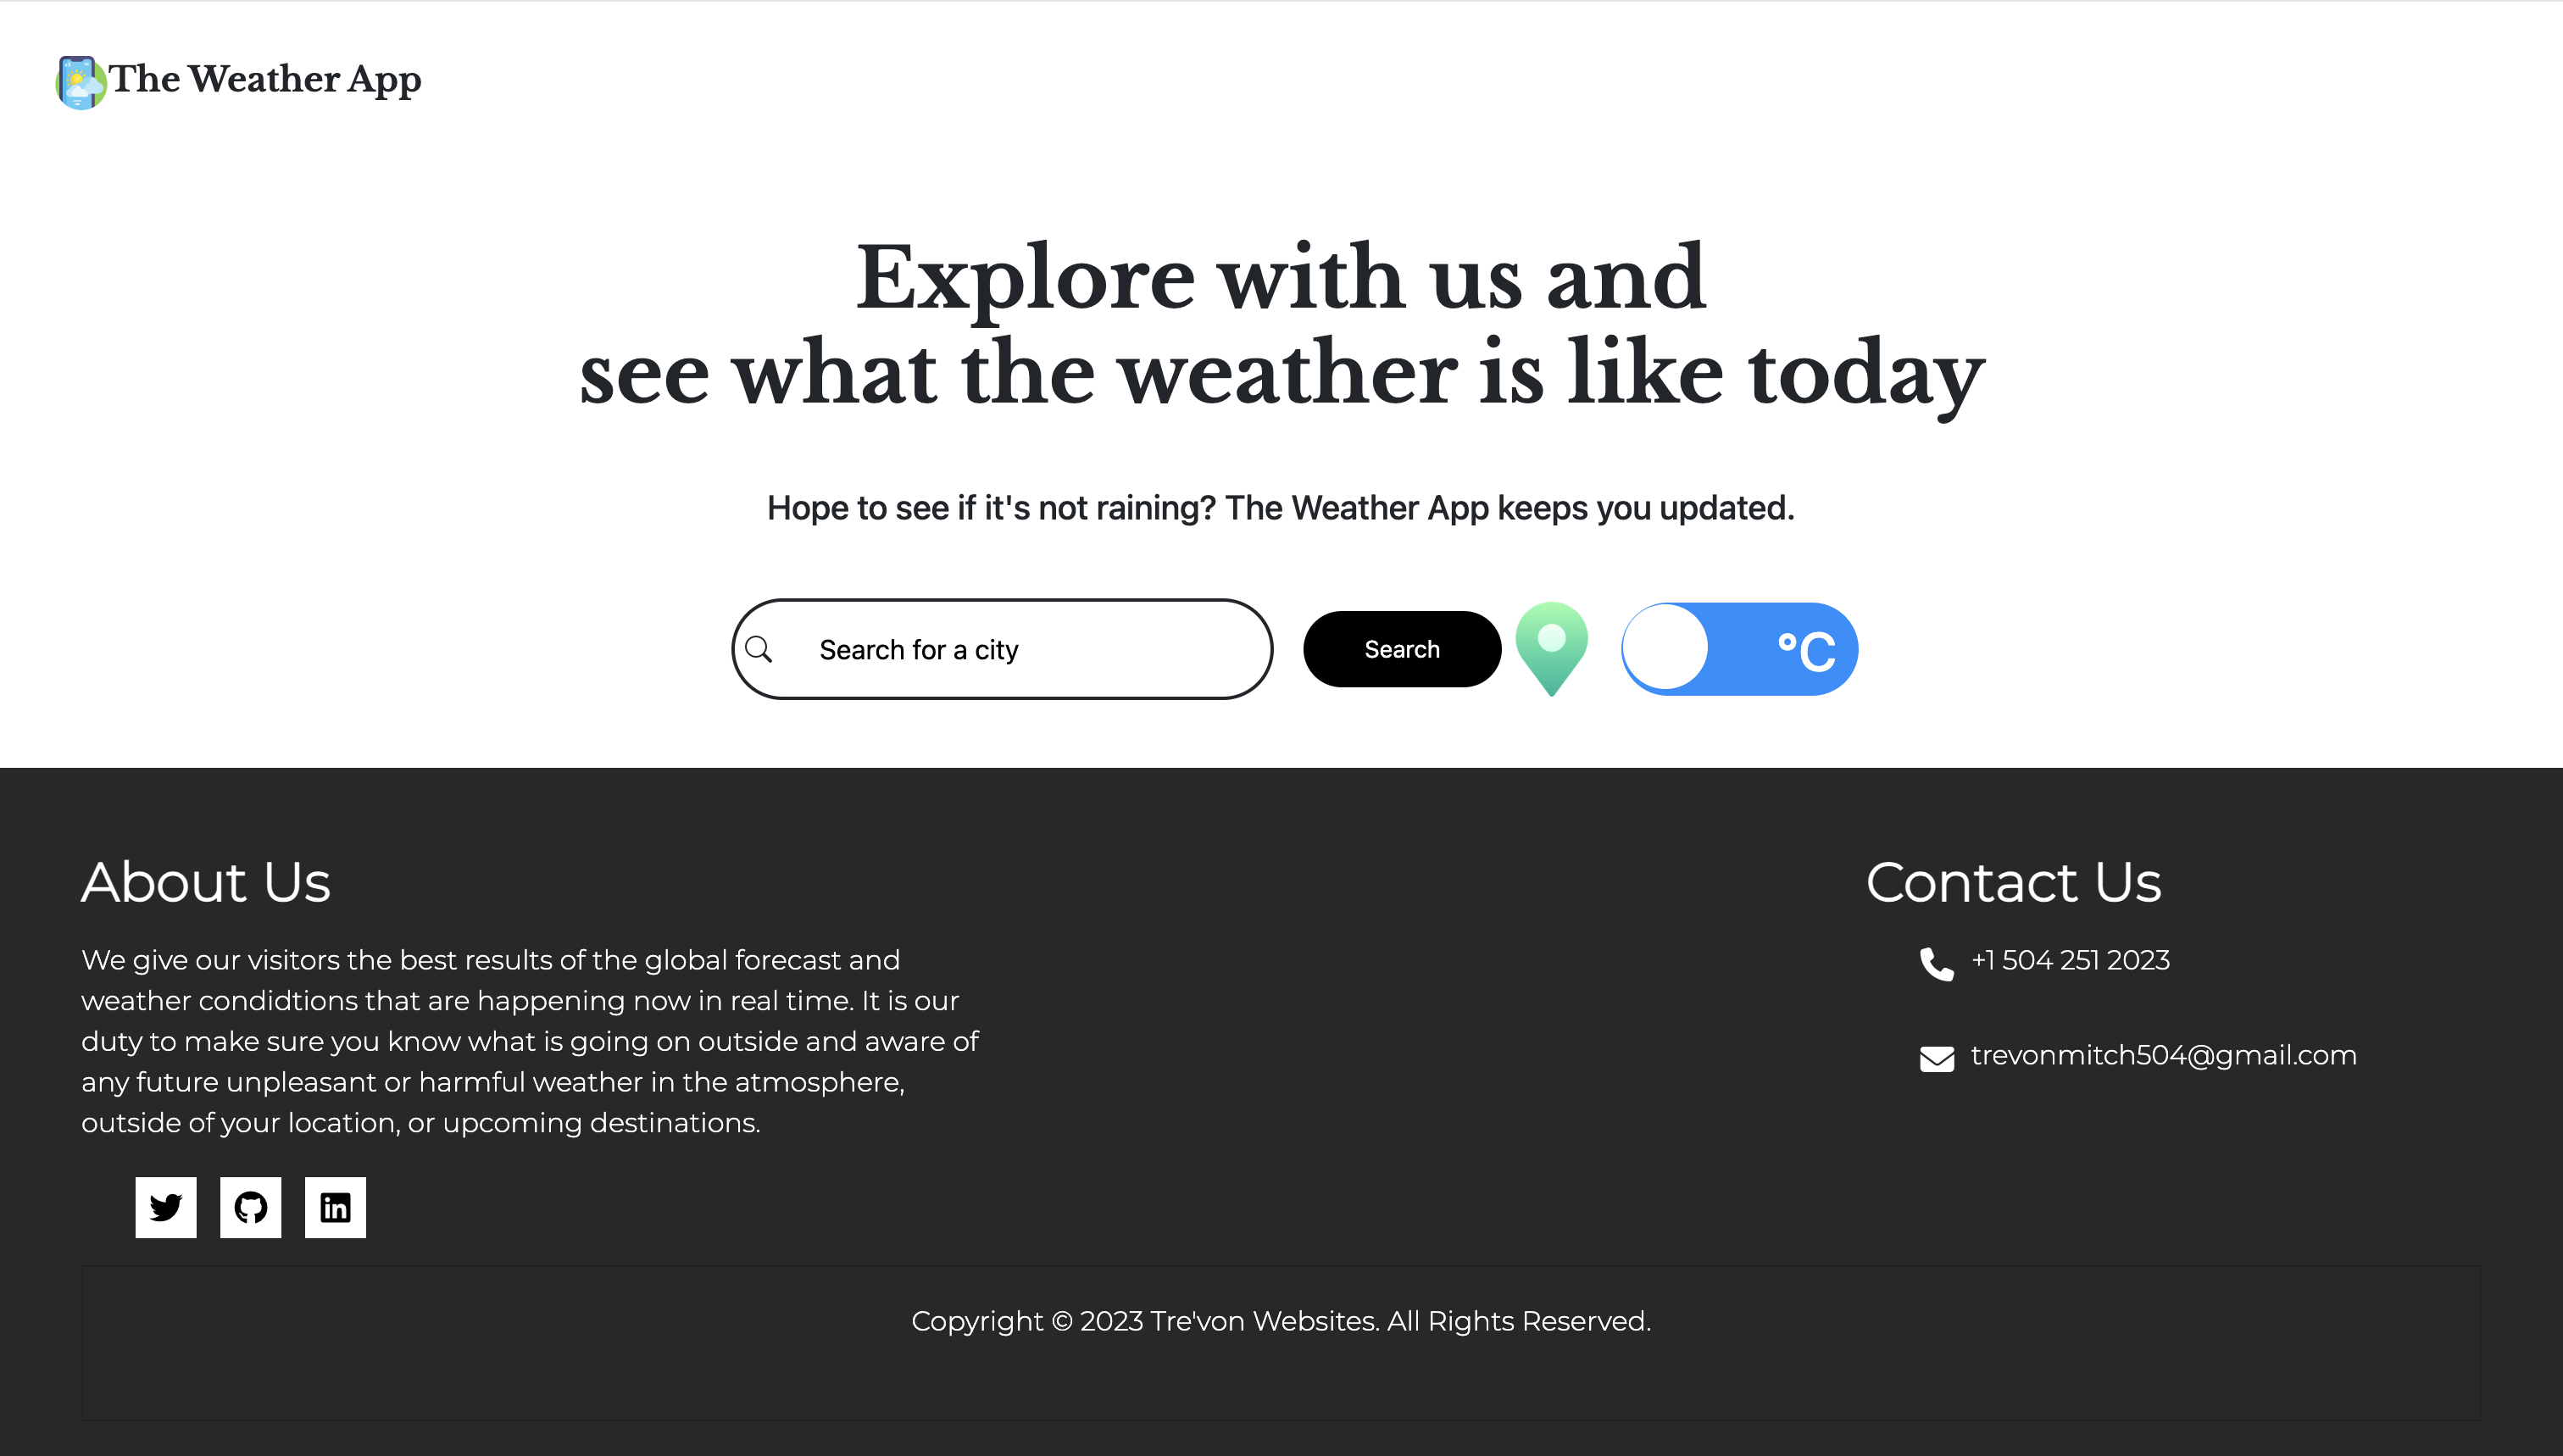 The Weather App
Explore with us and
see what the weather is like today
Hope to see if it's not raining? The Weather App keeps you updated.
Search for a city
Search
°C
About Us
We give our visitors the best results of the global forecast and
weather condidtions that are happening now in real time. It is our
duty to make sure you know what is going on outside and aware of
any future unpleasant or harmful weather in the atmosphere,
outside of your location, or upcoming destinations.
Contact Us
+1 504 251 2023
trevonmitch504@gmail.com
Copyright © 2023 Tre'von Websites. All Rights Reserved.